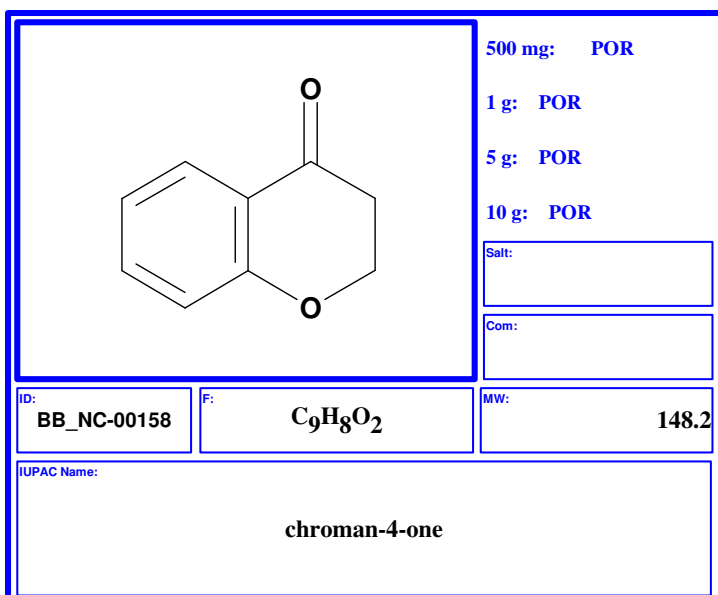 O
O
500 mg: POR
1 g: POR
5 g: POR
10 g: POR
Salt:
Com:
ID:
BB_NC-00158
F:
C9H8O2
MW:
148.2
IUPAC Name:
chroman-4-one